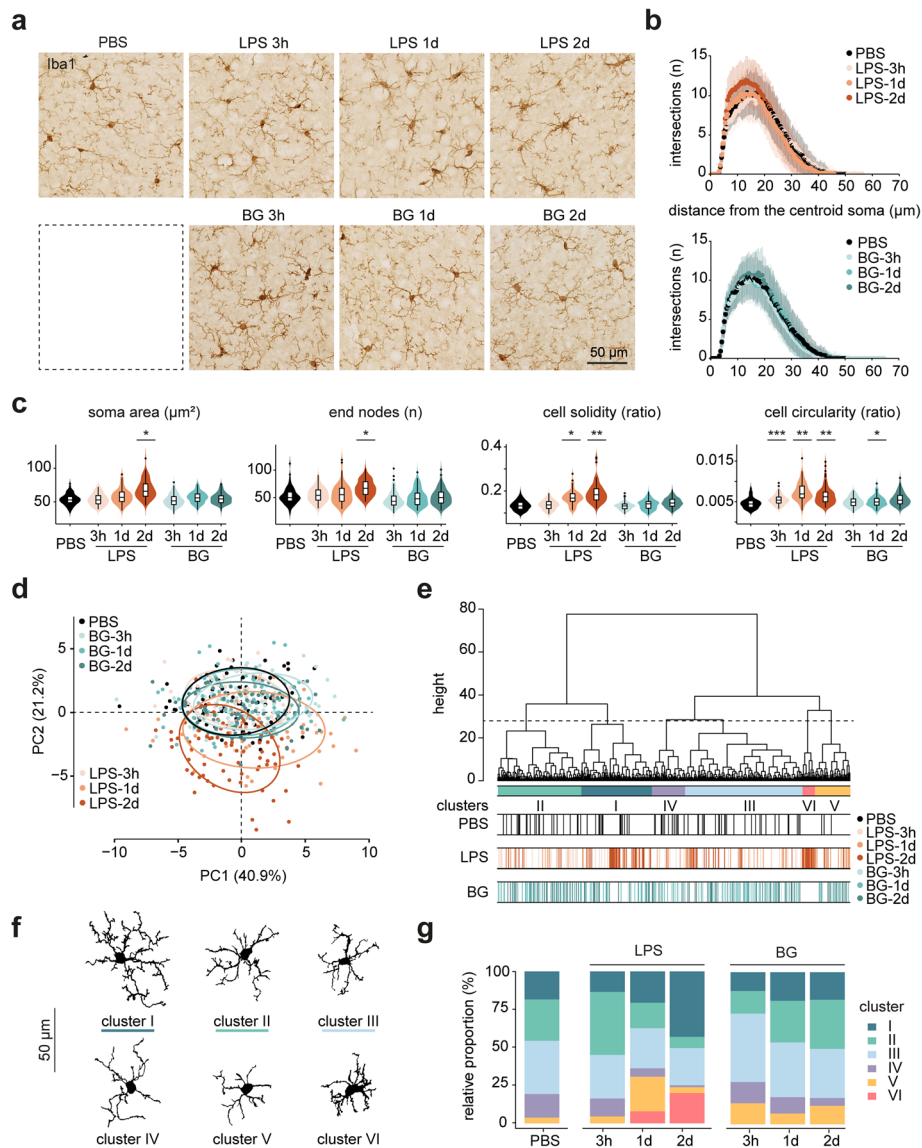 a
PBS
LPS 3h
LPS 1d
LPS 2d
Iba1
BG 3h
BG 1d
BG 2d
50 µm
b
15
10
5
0
intersections (n)
PBS
LPS-3h
LPS-1d
LPS-2d
0 10 20 30 40 50 60 70
distance from the centroid soma (µm)
15
10
5
0
intersections (n)
PBS
BG-3h
BG-1d
BG-2d
0 10 20 30 40 50 60 70
c
soma area (µm²)
*
100
50
PBS
3h 1d 2d 3h 1d 2d
LPS BG
end nodes (n)
*
100
50
PBS
3h 1d 2d 3h 1d 2d
LPS BG
cell solidity (ratio)
* **
0.4
0.2
PBS
3h 1d 2d 3h 1d 2d
LPS BG
cell circularity (ratio)
*** ** ** *
0.015
0.005
PBS
3h 1d 2d 3h 1d 2d
LPS BG
d
PBS
BG-3h
BG-1d
BG-2d
5
0
−5
PC2 (21.2%)
LPS-3h
LPS-1d
LPS-2d
−10 −5 0 5 10
PC1 (40.9%)
e
80
60
40
20
0
height
clusters
II I IV III VI V
PBS
LPS
BG
PBS
LPS-3h
LPS-1d
LPS-2d
BG-3h
BG-1d
BG-2d
f
50 µm
cluster I
cluster II
cluster III
cluster IV
cluster V
cluster VI
g
LPS BG
100
75
50
25
0
relative proportion (%)
PBS
3h 1d 2d 3h 1d 2d
cluster
I
II
III
IV
V
VI